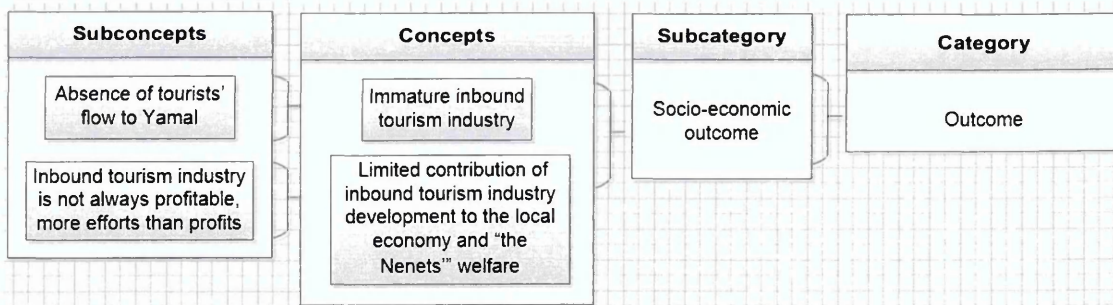 Subconcepts
Absence of tourists'
flow to Yamal
Inbound tourism industry
is not always profitable,
more efforts than profits
Concepts
Immature inbound
tourism industry
Limited contribution of
inbound tourism industry
development to the local
economy and "the
Nenets'" welfare
Subcategory
Socio-economic
outcome
Category
Outcome